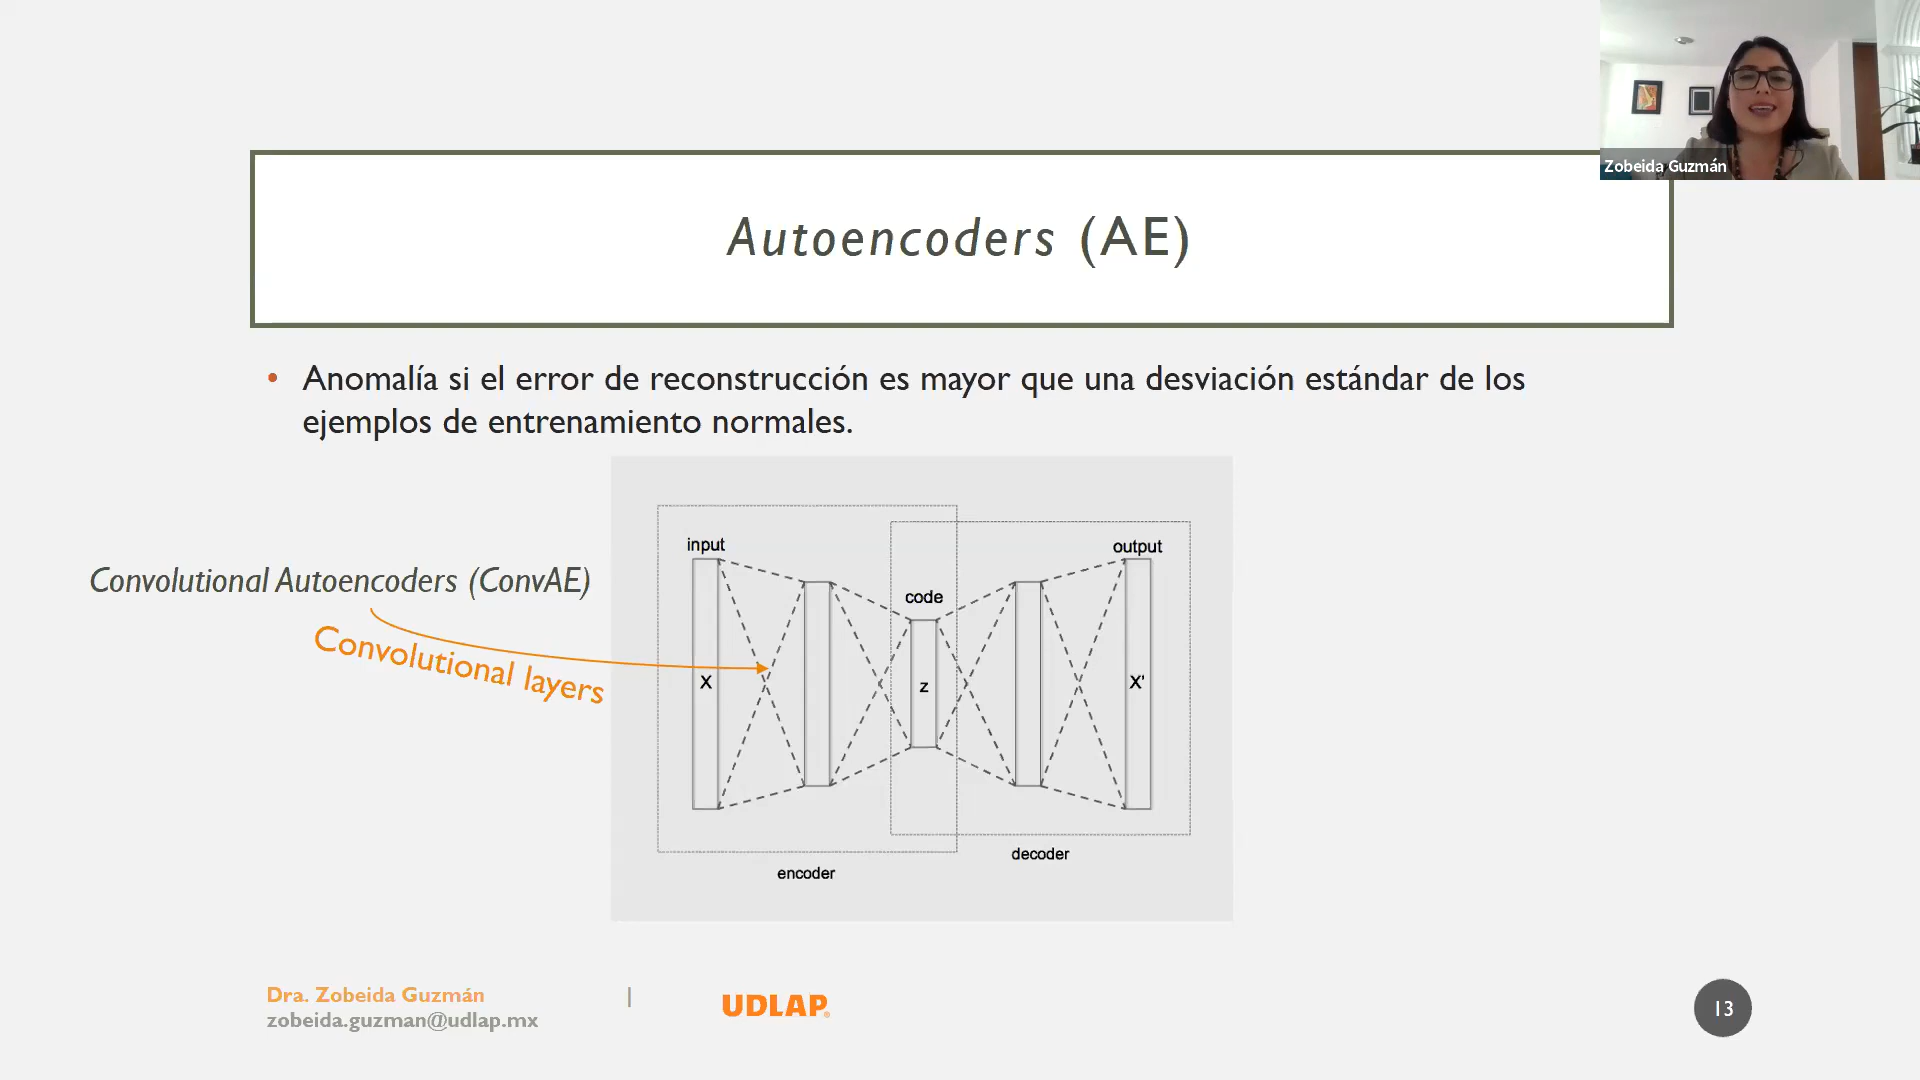 Zobeida Guzmán
Autoencoders (AE)
• Anomalía si el error de reconstrucción es mayor que una desviación estándar de los
ejemplos de entrenamiento normales.
Convolutional Autoencoders (ConvAE)
Convolutional layers
input
output
code
X
z
X'
decoder
encoder
Dra. Zobeida Guzmán |
zobeida.guzman@udlap.mx
UDLAP®
13